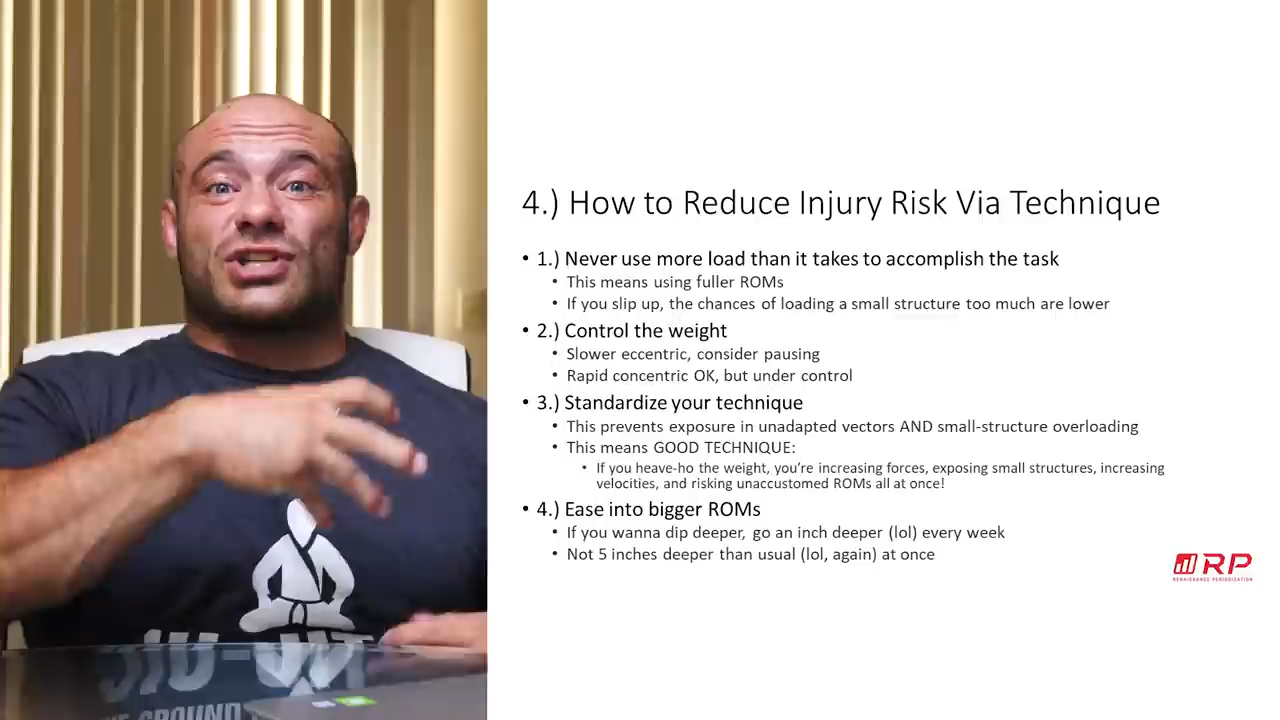 4.) How to Reduce Injury Risk Via Technique
• 1.) Never use more load than it takes to accomplish the task
• This means using fuller ROMs
• If you slip up, the chances of loading a small structure too much are lower
• 2.) Control the weight
• Slower eccentric, consider pausing
• Rapid concentric OK, but under control
• 3.) Standardize your technique
• This prevents exposure in unadapted vectors AND small-structure overloading
• This means GOOD TECHNIQUE:
• If you heave-ho the weight, you're increasing forces, exposing small structures, increasing
velocities, and risking unaccustomed ROMs all at once!
• 4.) Ease into bigger ROMs
• If you wanna dip deeper, go an inch deeper (lol) every week
• Not 5 inches deeper than usual (lol, again) at once
RP
RENAISSANCE PERIODIZATION
JIU-JIT
GROUND